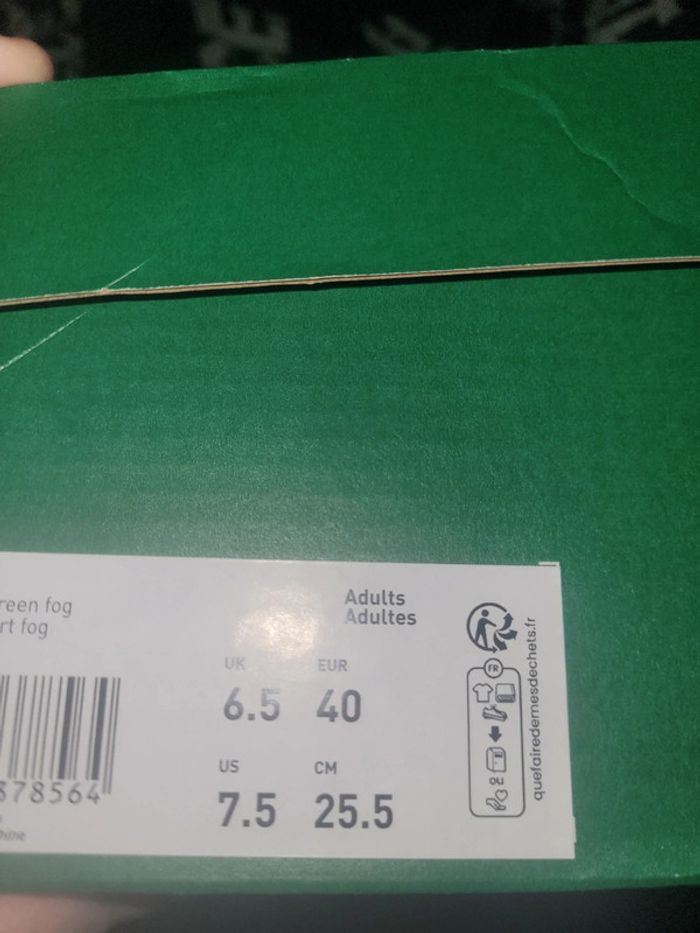 reen fog
rt fog
Adults
Adultes
UK EUR
6.5 40
US CM
7.5 25.5
878564
FR
ou
quefairedemesdechets.fr